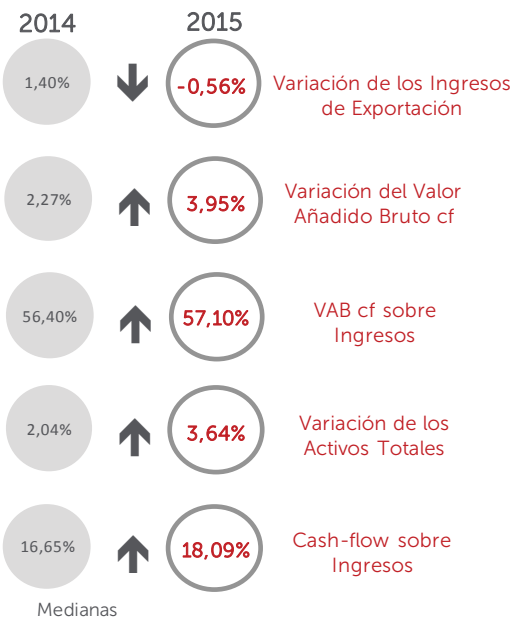 2014
2015
1,40%
-0,56%
Variación de los Ingresos
de Exportación
2,27%
3,95%
Variación del Valor
Añadido Bruto cf
56,40%
57,10%
VAB cf sobre
Ingresos
2,04%
3,64%
Variación de los
Activos Totales
16,65%
18,09%
Cash-flow sobre
Ingresos
Medianas